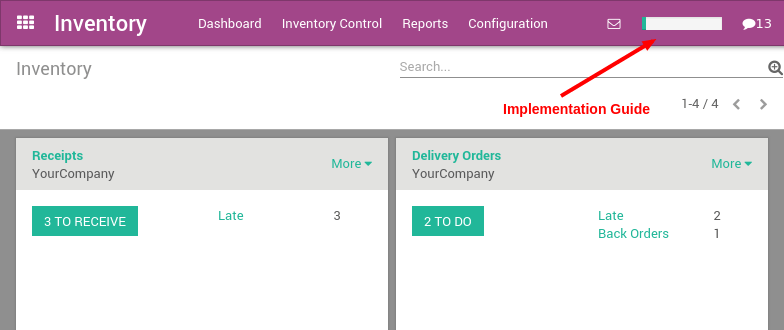 Inventory Dashboard Inventory Control Reports Configuration 13
Inventory
Search...
Implementation Guide
1-4 / 4
Receipts
YourCompany
More
3 TO RECEIVE
Late 3
Delivery Orders
YourCompany
More
2 TO DO
Late 2
Back Orders 1